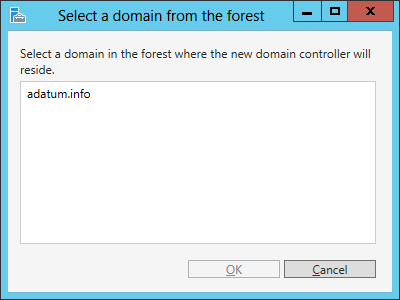 Select a domain from the forest
Select a domain in the forest where the new domain controller will
reside.
adatum.info
OK
Cancel